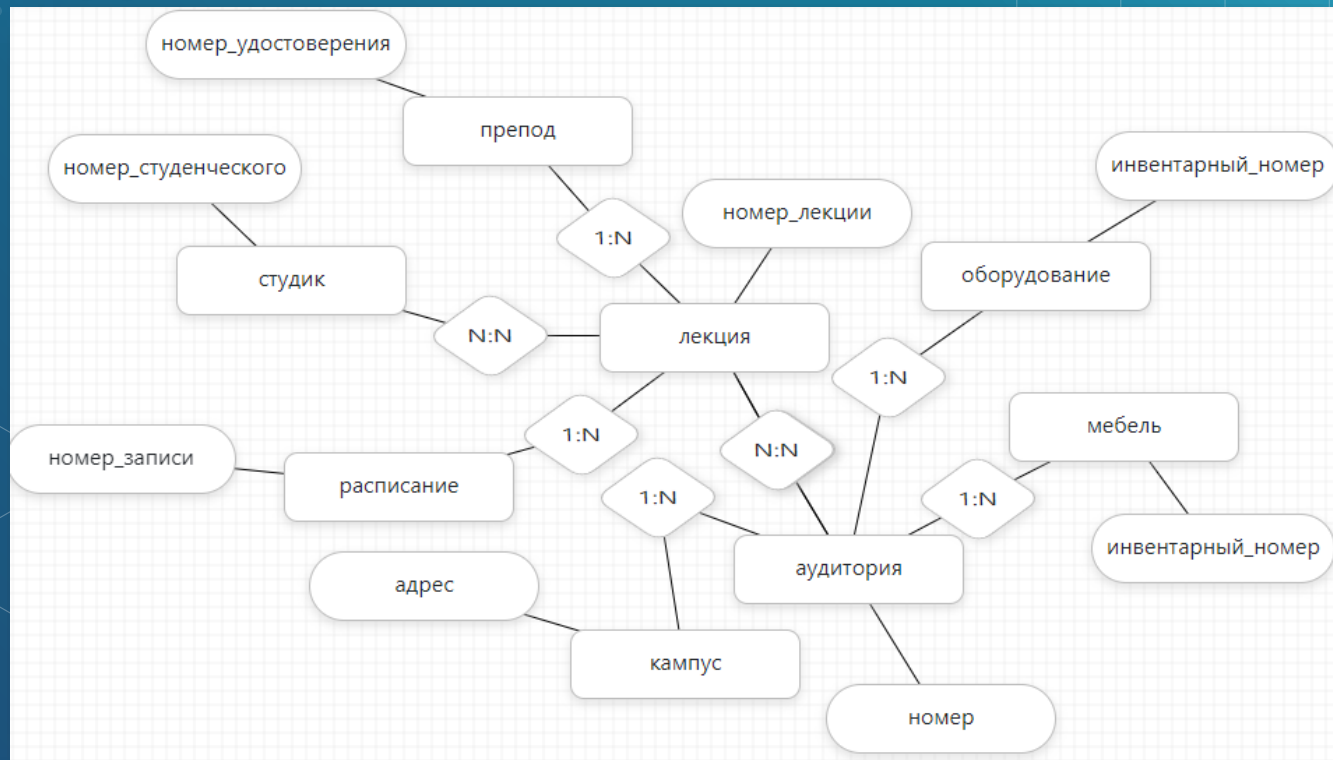 номер_удостоверения
препод
номер_студенческого
инвентарный_номер
номер_лекции
1:N
студик
оборудование
N:N
лекция
1:N
мебель
1:N
N:N
номер_записи
расписание
1:N
1:N
инвентарный_номер
аудитория
адрес
кампус
номер